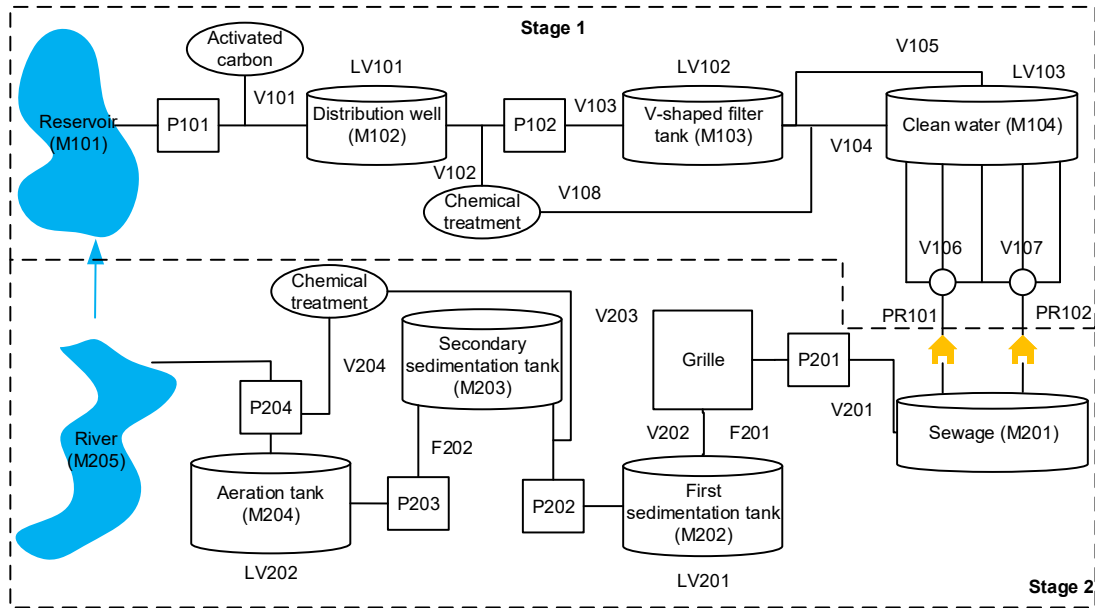 Stage 1
Activated
carbon
V105
LV101
LV102
LV103
V101
Reservoir
(M101)
P101
Distribution well
(M102)
P102
V103
V-shaped filter
tank (M103)
V104
Clean water (M104)
V102
Chemical
treatment
V108
V106
V107
PR101
PR102
Chemical
treatment
V203
Secondary
sedimentation tank
(M203)
V204
Grille
P201
V201
P204
River
(M205)
F202
V202
F201
Sewage (M201)
Aeration tank
(M204)
P203
P202
First
sedimentation tank
(M202)
LV202
LV201
Stage 2